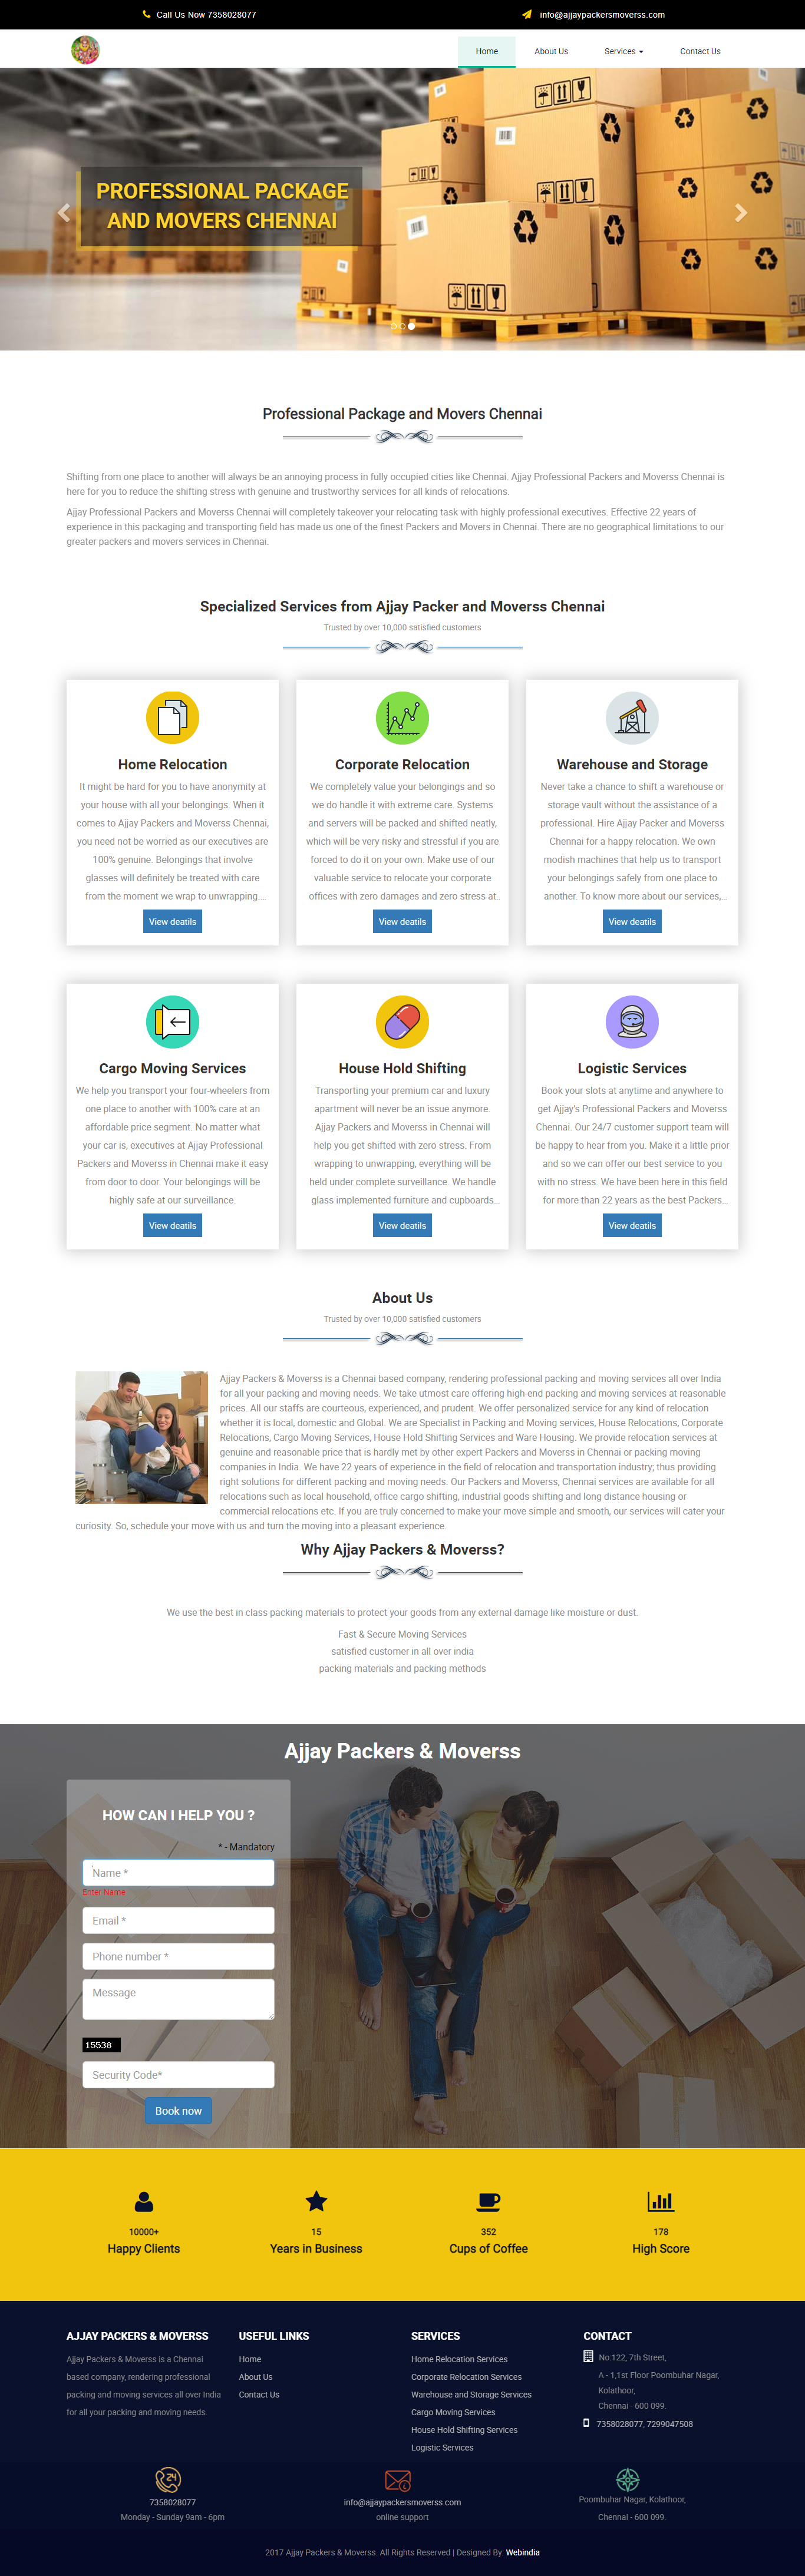 Call Us Now 7358028077
info@ajjaypackersmoverss.com
Home
About Us
Services
Contact Us
PROFESSIONAL PACKAGE
AND MOVERS CHENNAI
Professional Package and Movers Chennai
Shifting from one place to another will always be an annoying process in fully occupied cities like Chennai. Ajjay Professional Packers and Moverss Chennai is
here for you to reduce the shifting stress with genuine and trustworthy services for all kinds of relocations.
Ajjay Professional Packers and Moverss Chennai will completely takeover your relocating task with highly professional executives. Effective 22 years of
experience in this packaging and transporting field has made us one of the finest Packers and Movers in Chennai. There are no geographical limitations to our
greater packers and movers services in Chennai.
Specialized Services from Ajjay Packer and Moverss Chennai
Trusted by over 10,000 satisfied customers
Home Relocation
It might be hard for you to have anonymity at
your house with all your belongings. When it
comes to Ajjay Packers and Moverss Chennai,
you need not be worried as our executives are
100% genuine. Belongings that involve
glasses will definitely be treated with care
from the moment we wrap to unwrapping....
View deatils
Corporate Relocation
We completely value your belongings and so
we do handle it with extreme care. Systems
and servers will be packed and shifted neatly,
which will be very risky and stressful if you are
forced to do it on your own. Make use of our
valuable service to relocate your corporate
offices with zero damages and zero stress at..
View deatils
Warehouse and Storage
Never take a chance to shift a warehouse or
storage vault without the assistance of a
professional. Hire Ajjay Packer and Moverss
Chennai for a happy relocation. We own
modish machines that help us to transport
your belongings safely from one place to
another. To know more about our services,...
View deatils
Cargo Moving Services
We help you transport your four-wheelers from
one place to another with 100% care at an
affordable price segment. No matter what
your car is, executives at Ajjay Professional
Packers and Moverss in Chennai make it easy
from door to door. Your belongings will be
highly safe at our surveillance.
View deatils
House Hold Shifting
Transporting your premium car and luxury
apartment will never be an issue anymore.
Ajjay Packers and Moverss in Chennai will
help you get shifted with zero stress. From
wrapping to unwrapping, everything will be
held under complete surveillance. We handle
glass implemented furniture and cupboards...
View deatils
Logistic Services
Book your slots at anytime and anywhere to
get Ajjay's Professional Packers and Moverss
Chennai. Our 24/7 customer support team will
be happy to hear from you. Make it a little prior
and so we can offer our best service to you
with no stress. We have been here in this field
for more than 22 years as the best Packers...
View deatils
About Us
Trusted by over 10,000 satisfied customers
Ajjay Packers & Moverss is a Chennai based company, rendering professional packing and moving services all over India
for all your packing and moving needs. We take utmost care offering high-end packing and moving services at reasonable
prices. All our staffs are courteous, experienced, and prudent. We offer personalized service for any kind of relocation
whether it is local, domestic and Global. We are Specialist in Packing and Moving services, House Relocations, Corporate
Relocations, Cargo Moving Services, House Hold Shifting Services and Ware Housing. We provide relocation services at
genuine and reasonable price that is hardly met by other expert Packers and Moverss in Chennai or packing moving
companies in India. We have 22 years of experience in the field of relocation and transportation industry; thus providing
right solutions for different packing and moving needs. Our Packers and Moverss, Chennai services are available for all
relocations such as local household, office cargo shifting, industrial goods shifting and long distance housing or
commercial relocations etc. If you are truly concerned to make your move simple and smooth, our services will cater your
curiosity. So, schedule your move with us and turn the moving into a pleasant experience.
Why Ajjay Packers & Moverss?
We use the best in class packing materials to protect your goods from any external damage like moisture or dust.
Fast & Secure Moving Services
satisfied customer in all over india
packing materials and packing methods
Ajjay Packers & Moverss
HOW CAN I HELP YOU ?
* - Mandatory
Name *
Enter Name
Email *
Phone number *
Message
15538
Security Code*
Book now
10000+
Happy Clients
15
Years in Business
352
Cups of Coffee
178
High Score
AJJAY PACKERS & MOVERSS
Ajjay Packers & Moverss is a Chennai
based company, rendering professional
packing and moving services all over India
for all your packing and moving needs.
USEFUL LINKS
Home
About Us
Contact Us
SERVICES
Home Relocation Services
Corporate Relocation Services
Warehouse and Storage Services
Cargo Moving Services
House Hold Shifting Services
Logistic Services
CONTACT
No:122, 7th Street,
A - 1,1st Floor Poombuhar Nagar,
Kolathoor,
Chennai - 600 099.
7358028077, 7299047508
24
7358028077
Monday - Sunday 9am - 6pm
info@ajjaypackersmoverss.com
online support
Poombuhar Nagar, Kolathoor,
Chennai - 600 099.
2017 Ajjay Packers & Moverss. All Rights Reserved | Designed By: Webindia